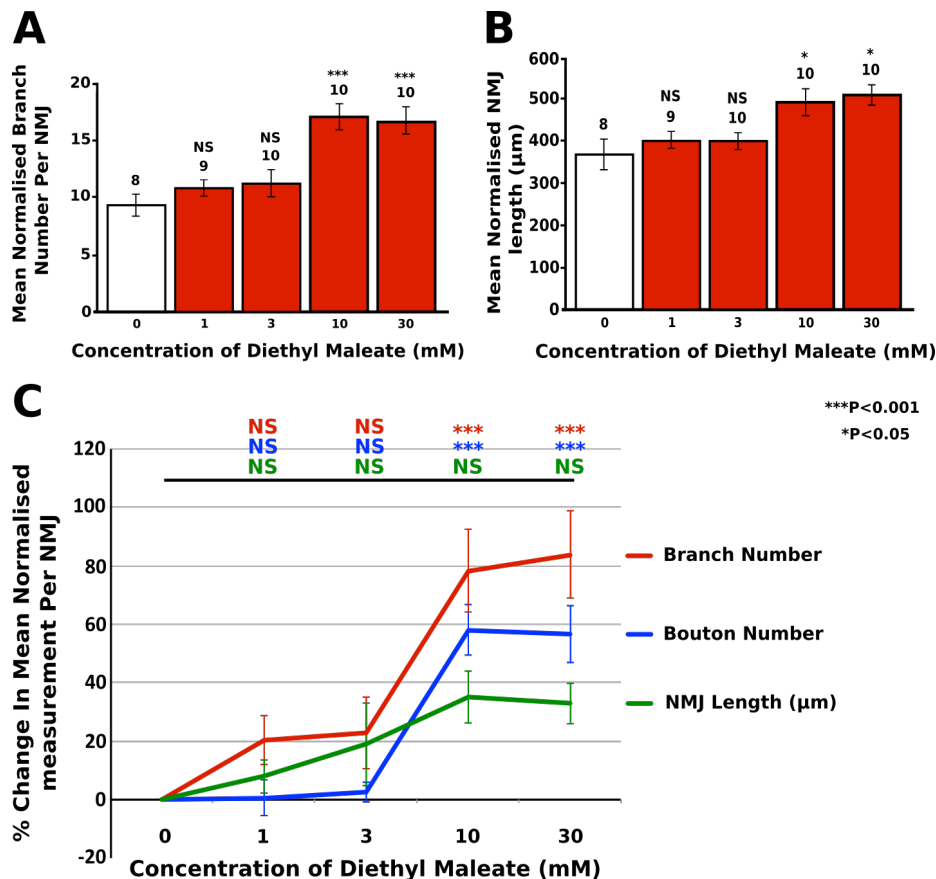 A
Mean Normalised Branch
Number Per NMJ
20
15
10
5
0
8
NS
9
NS
10
***
10
***
10
0 1 3 10 30
Concentration of Diethyl Maleate (mM)
B
Mean Normalised NMJ
length (μm)
600
500
400
300
200
100
0
8
NS
9
NS
10
*
10
*
10
0 1 3 10 30
Concentration of Diethyl Maleate (mM)
C
***P<0.001
*P<0.05
% Change In Mean Normalised
measurement Per NMJ
120
100
80
60
40
20
0
-20
NS NS *** ***
NS NS *** ***
NS NS NS NS
Branch Number
Bouton Number
NMJ Length (μm)
0 1 3 10 30
Concentration of Diethyl Maleate (mM)